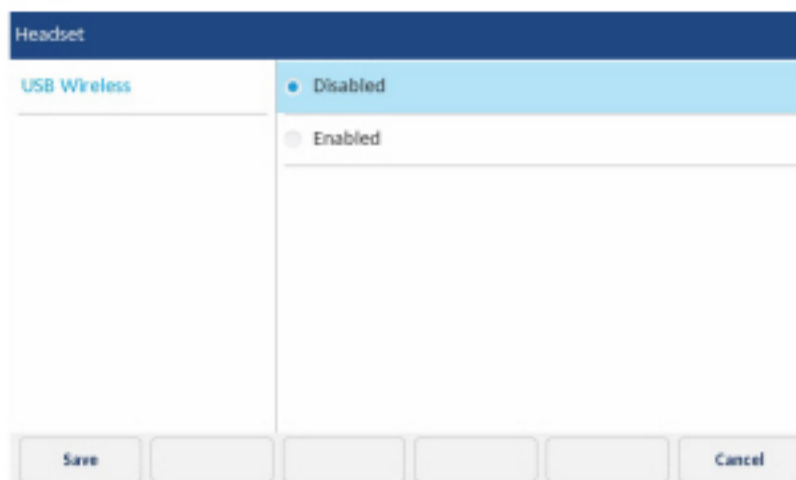 Headset
USB Wireless
Disabled
Enabled
Save
Cancel